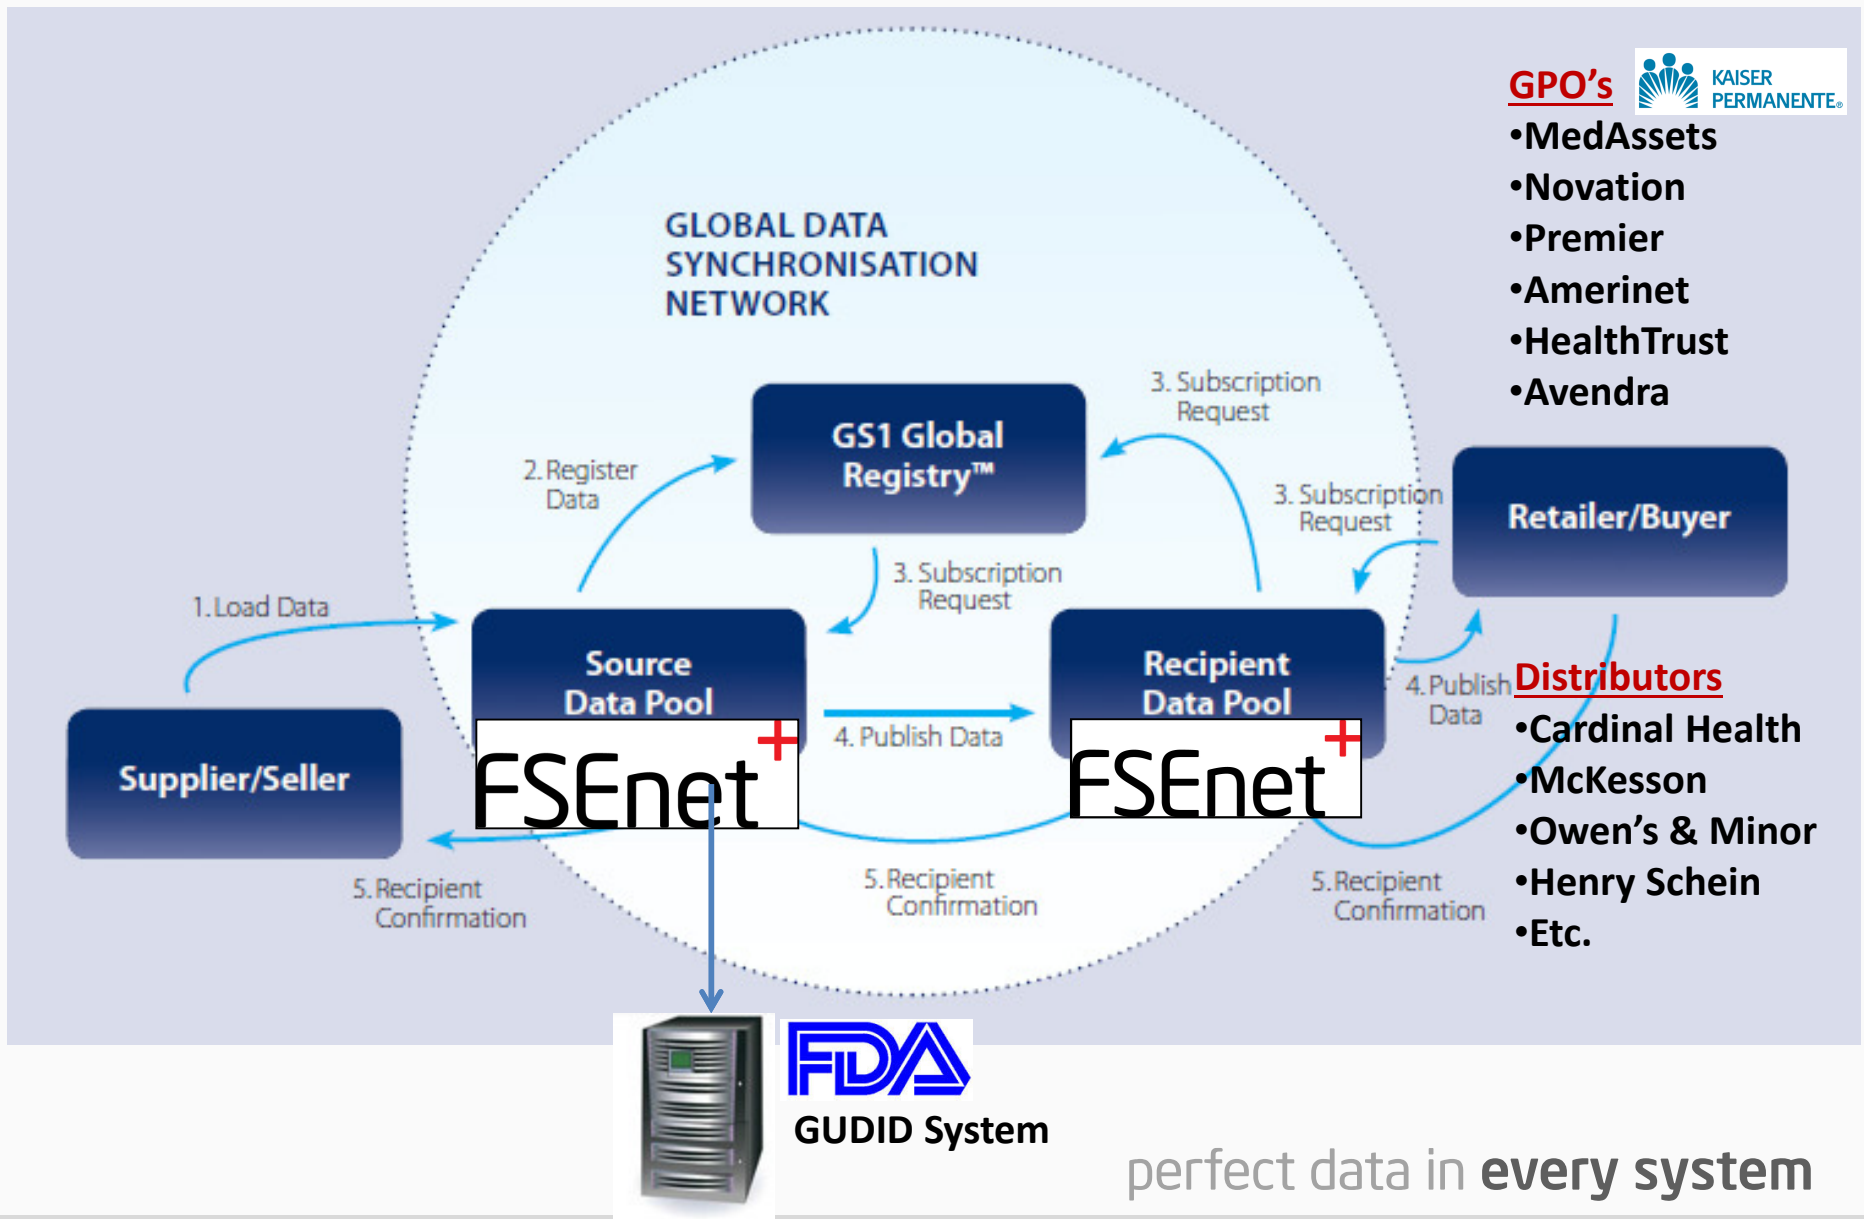 GPO's
KAISER
PERMANENTE®
•MedAssets
•Novation
•Premier
•Amerinet
•HealthTrust
•Avendra
GLOBAL DATA
SYNCHRONISATION
NETWORK
GS1 Global
Registry™
3. Subscription
Request
2. Register
Data
3. Subscription
Request
Retailer/Buyer
3. Subscription
Request
1. Load Data
Source
Data Pool
FSEnet+
Recipient
Data Pool
FSEnet+
4. Publish Data
4. Publish
Data
Supplier/Seller
Distributors
•Cardinal Health
•McKesson
•Owen's & Minor
•Henry Schein
•Etc.
5. Recipient
Confirmation
5. Recipient
Confirmation
5. Recipient
Confirmation
FDA
GUDID System
perfect data in every system